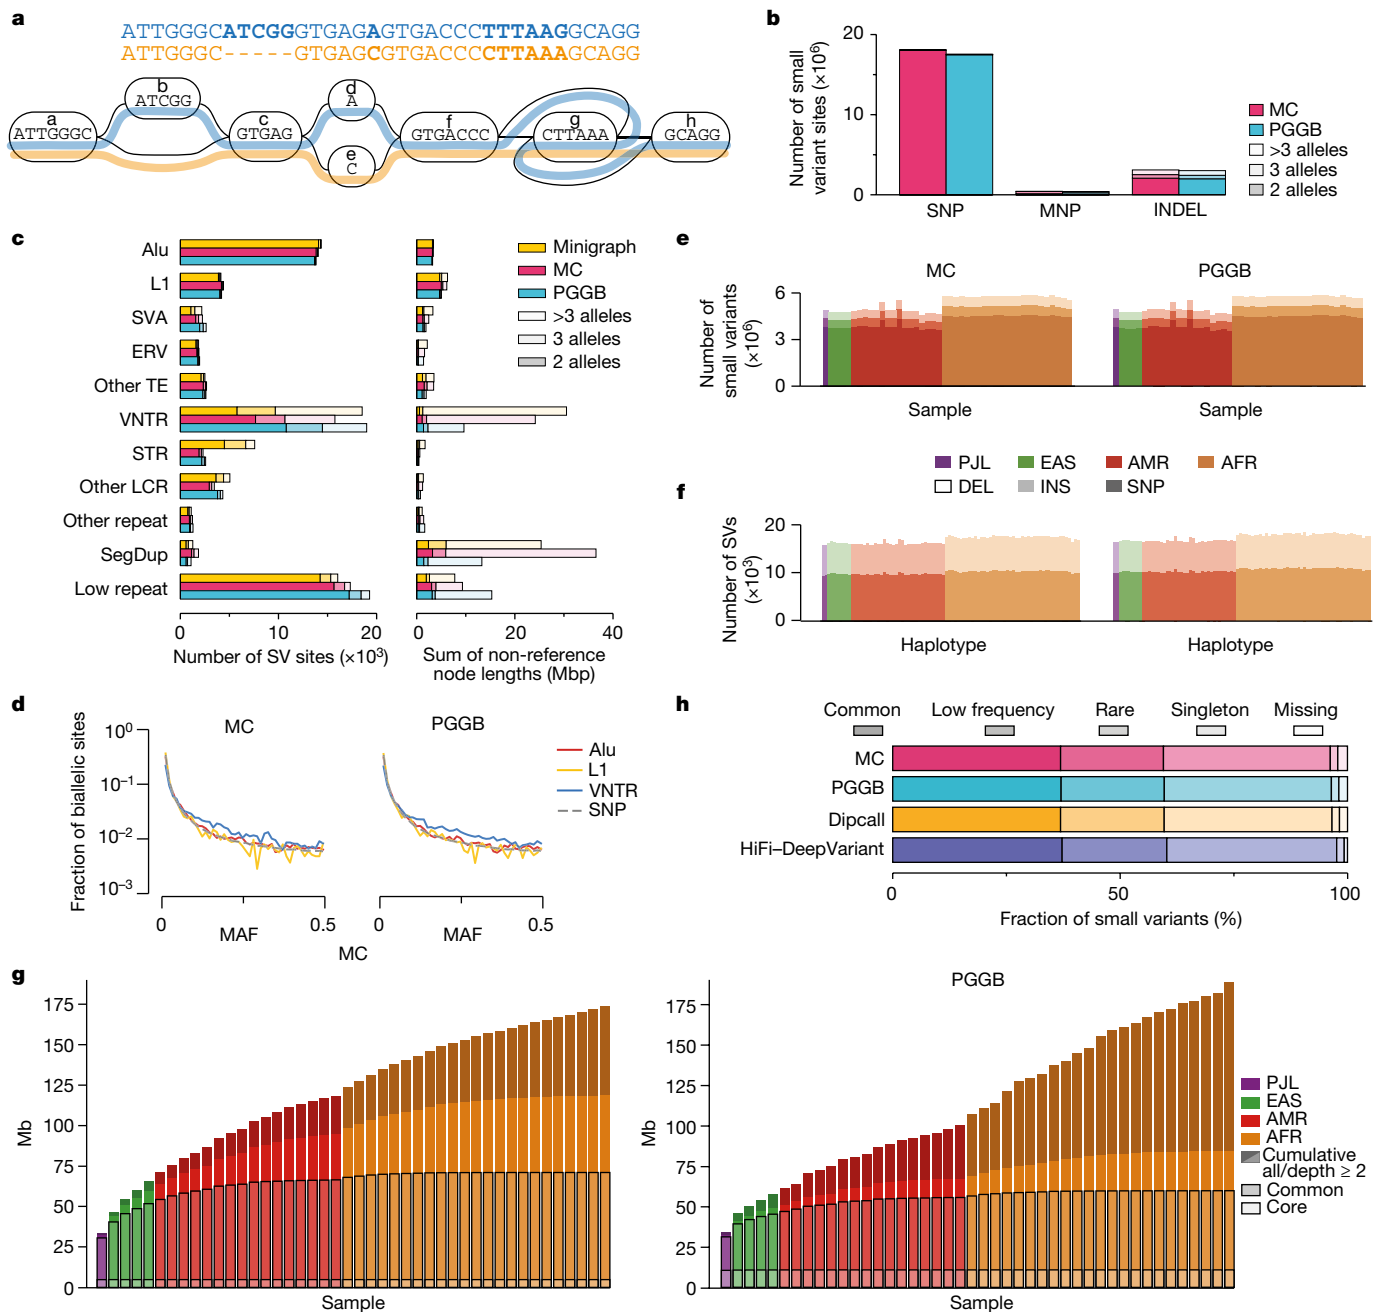 a
ATTGGGCATCGGGTGAGAGTGACCCTTTAAGGCAGG
ATTGGGC-----GTGAGCGTGACCCCTTAAAGCAGG
a
ATTGGGC
b
ATCGG
c
GTGAG
d
A
e
C
f
GTGACCC
g
CTTAAA
h
GCAGG
b
Number of small
variant sites (×10⁶)
20
10
0
SNP
MNP
INDEL
MC
PGGB
>3 alleles
3 alleles
2 alleles
c
Alu
L1
SVA
ERV
Other TE
VNTR
STR
Other LCR
Other repeat
SegDup
Low repeat
0
10
20
Number of SV sites (×10³)
Minigraph
MC
PGGB
>3 alleles
3 alleles
2 alleles
0
20
40
Sum of non-reference
node lengths (Mbp)
e
MC
PGGB
Number of
small variants
(×10⁶)
6
3
0
Sample
Sample
PJL
EAS
AMR
AFR
DEL
INS
SNP
f
Number of SVs
(×10³)
20
10
0
Haplotype
Haplotype
d
MC
PGGB
Fraction of biallelic sites
10⁰
10⁻¹
10⁻²
10⁻³
0
0.5
MAF
0
0.5
MAF
Alu
L1
VNTR
SNP
h
Common
Low frequency
Rare
Singleton
Missing
MC
PGGB
Dipcall
HiFi–DeepVariant
0
50
100
Fraction of small variants (%)
g
MC
Mb
175
150
125
100
75
50
25
0
Sample
PGGB
Mb
175
150
125
100
75
50
25
0
Sample
PJL
EAS
AMR
AFR
Cumulative
all/depth ≥ 2
Common
Core